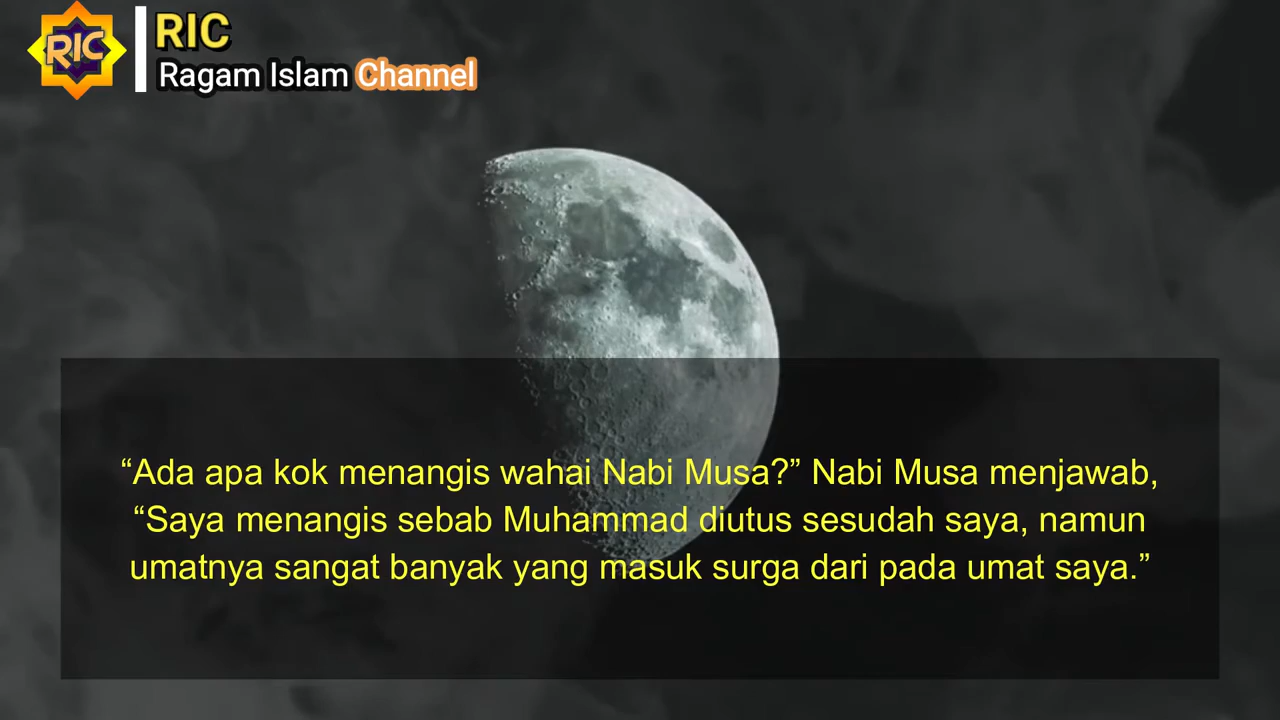 RIC
RIC
Ragam Islam Channel
“Ada apa kok menangis wahai Nabi Musa?” Nabi Musa menjawab,
“Saya menangis sebab Muhammad diutus sesudah saya, namun
umatnya sangat banyak yang masuk surga dari pada umat saya.”